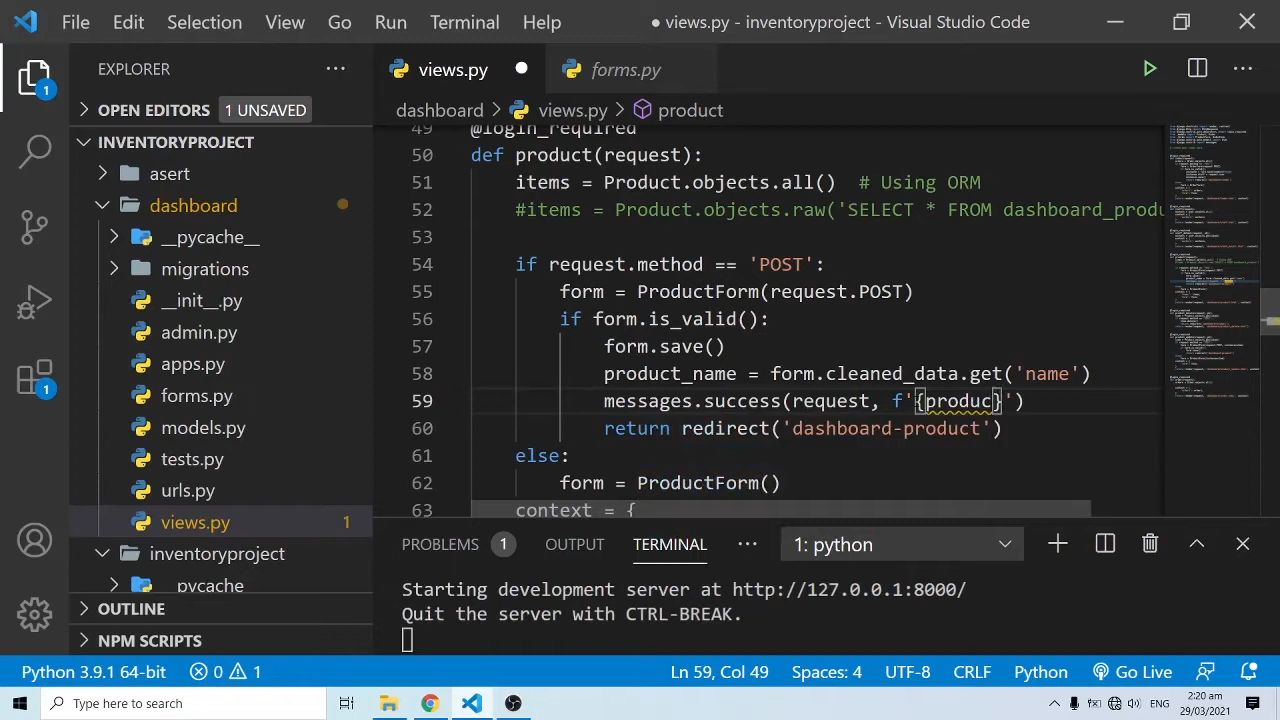 File Edit Selection View Go Run Terminal Help ● views.py - inventoryproject - Visual Studio Code
EXPLORER
OPEN EDITORS 1 UNSAVED
INVENTORYPROJECT
asert
dashboard
__pycache__
migrations
__init__.py
admin.py
apps.py
forms.py
models.py
tests.py
urls.py
views.py 1
inventoryproject
pycache
OUTLINE
NPM SCRIPTS
1
1
views.py forms.py
dashboard > views.py > product
49 @login_required
50 def product(request):
51 items = Product.objects.all() # Using ORM
52 #items = Product.objects.raw('SELECT * FROM dashboard_produ
53
54 if request.method == 'POST':
55 form = ProductForm(request.POST)
56 if form.is_valid():
57 form.save()
58 product_name = form.cleaned_data.get('name')
59 messages.success(request, f'{produc}')
60 return redirect('dashboard-product')
61 else:
62 form = ProductForm()
63 context = {
PROBLEMS 1 OUTPUT TERMINAL 1: python
Starting development server at http://127.0.0.1:8000/
Quit the server with CTRL-BREAK.
Python 3.9.1 64-bit 0 1 Ln 59, Col 49 Spaces: 4 UTF-8 CRLF Python Go Live
Type here to search ENG 2:20 am
29/03/2021